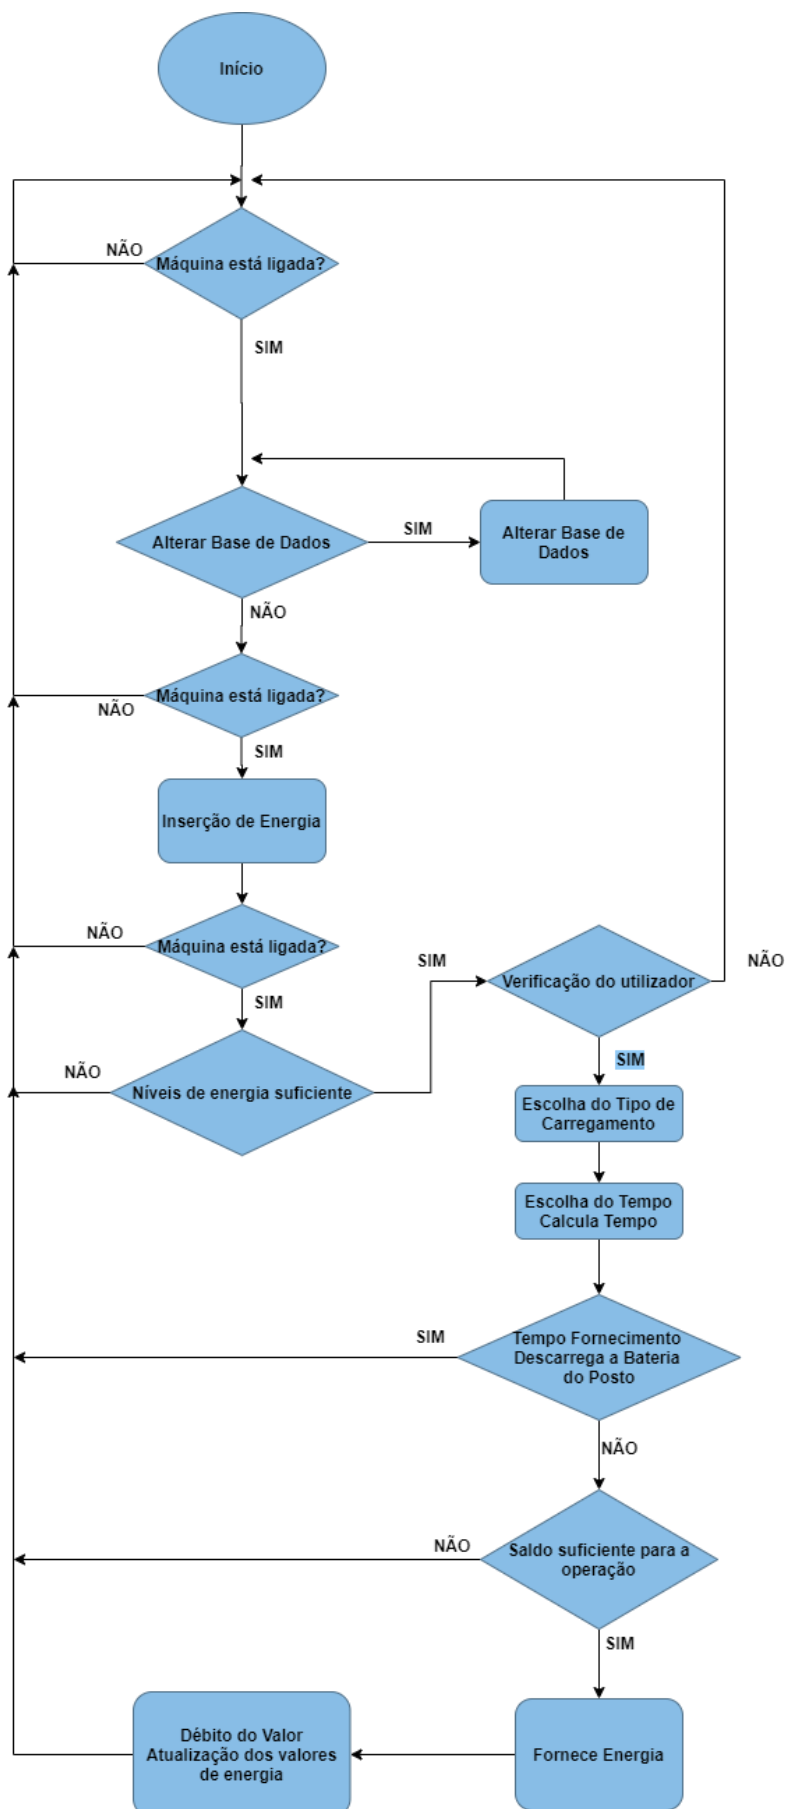 Início
NÃO
Máquina está ligada?
SIM
Alterar Base de Dados
SIM
Alterar Base de
Dados
NÃO
Máquina está ligada?
NÃO
SIM
Inserção de Energia
NÃO
Máquina está ligada?
SIM
SIM
Verificação do utilizador
NÃO
SIM
NÃO
Níveis de energia suficiente
Escolha do Tipo de
Carregamento
Escolha do Tempo
Calcula Tempo
SIM
Tempo Fornecimento
Descarrega a Bateria
do Posto
NÃO
NÃO
Saldo suficiente para a
operação
SIM
Débito do Valor
Atualização dos valores
de energia
Fornece Energia